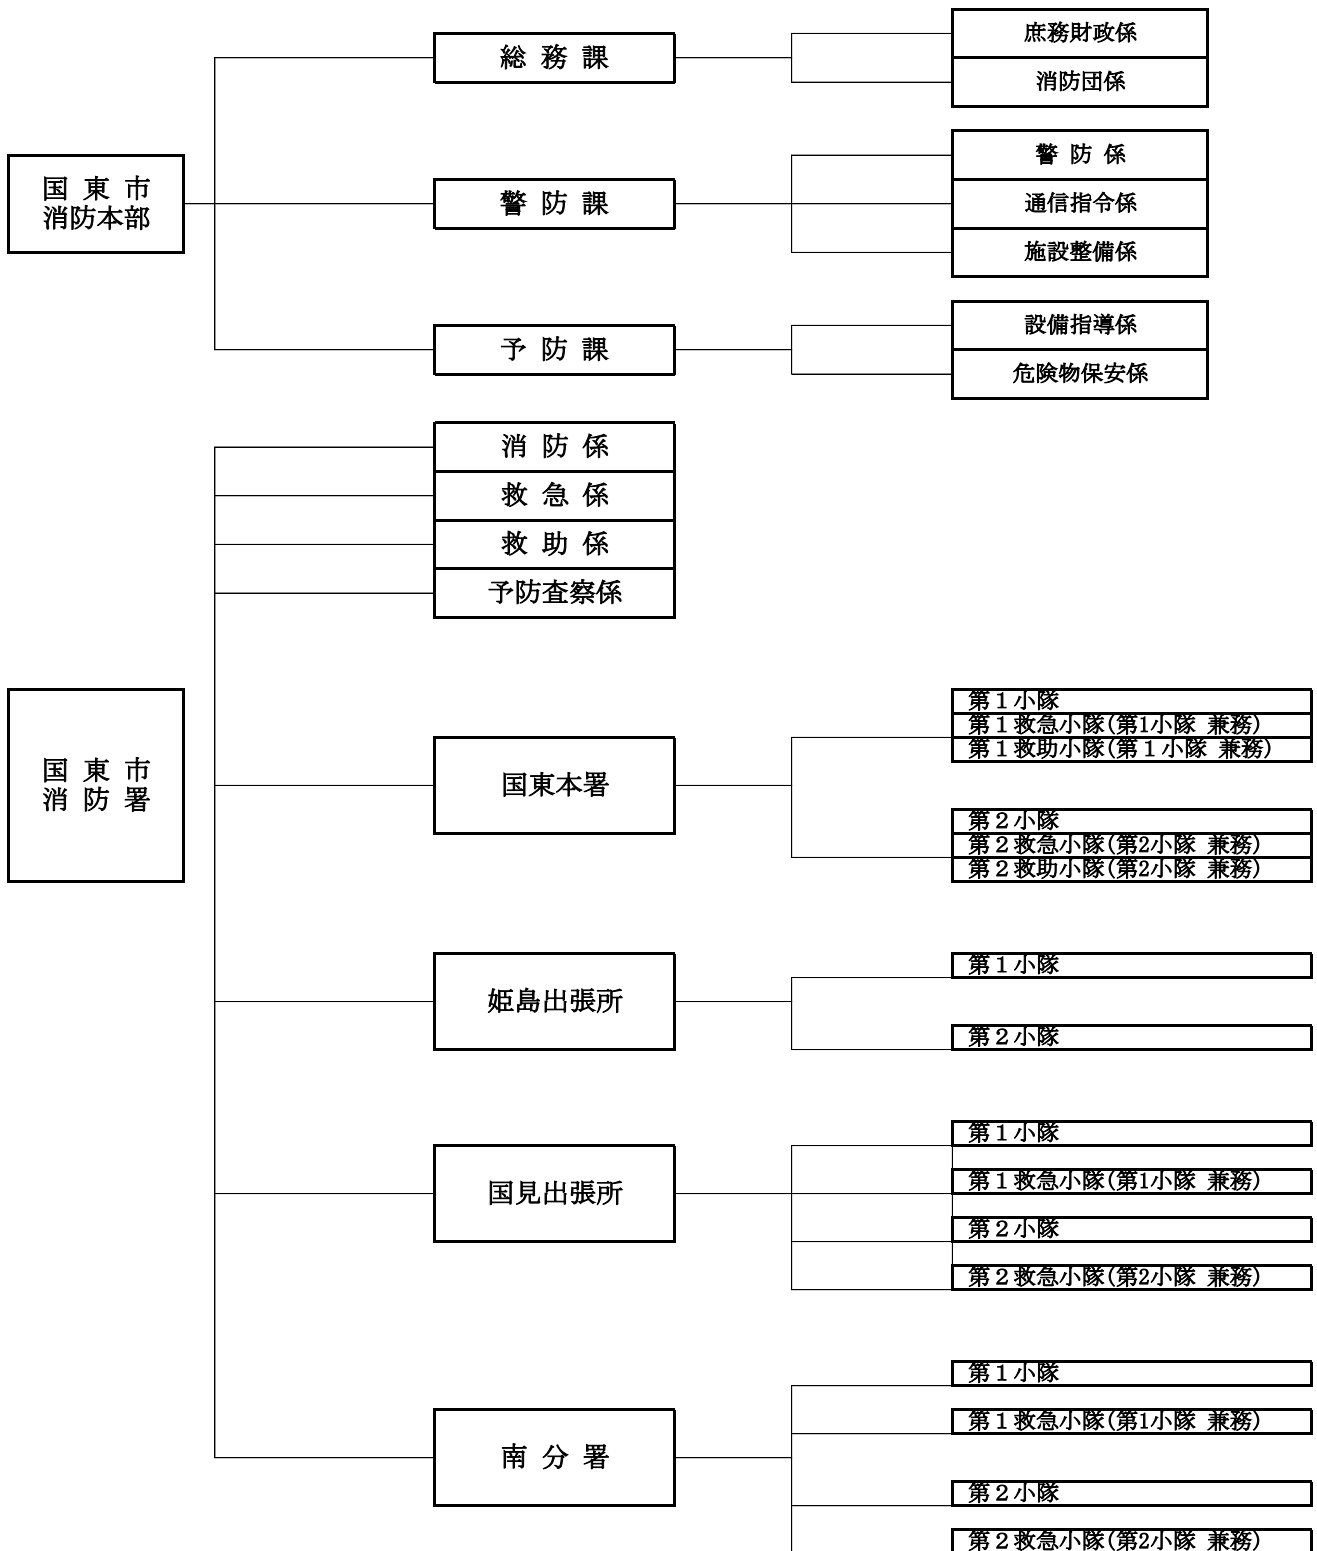 国 東 市
消防本部
総 務 課
庶務財政係
消防団係
警 防 課
警 防 係
通信指令係
施設整備係
予 防 課
設備指導係
危険物保安係
国 東 市
消 防 署
消 防 係
救 急 係
救 助 係
予防査察係
国東本署
第１小隊
第１救急小隊(第1小隊 兼務)
第１救助小隊(第１小隊 兼務)
第２小隊
第２救急小隊(第2小隊 兼務)
第２救助小隊(第2小隊 兼務)
姫島出張所
第１小隊
第２小隊
国見出張所
第１小隊
第１救急小隊(第1小隊 兼務)
第２小隊
第２救急小隊(第2小隊 兼務)
南 分 署
第１小隊
第１救急小隊(第1小隊 兼務)
第２小隊
第２救急小隊(第2小隊 兼務)